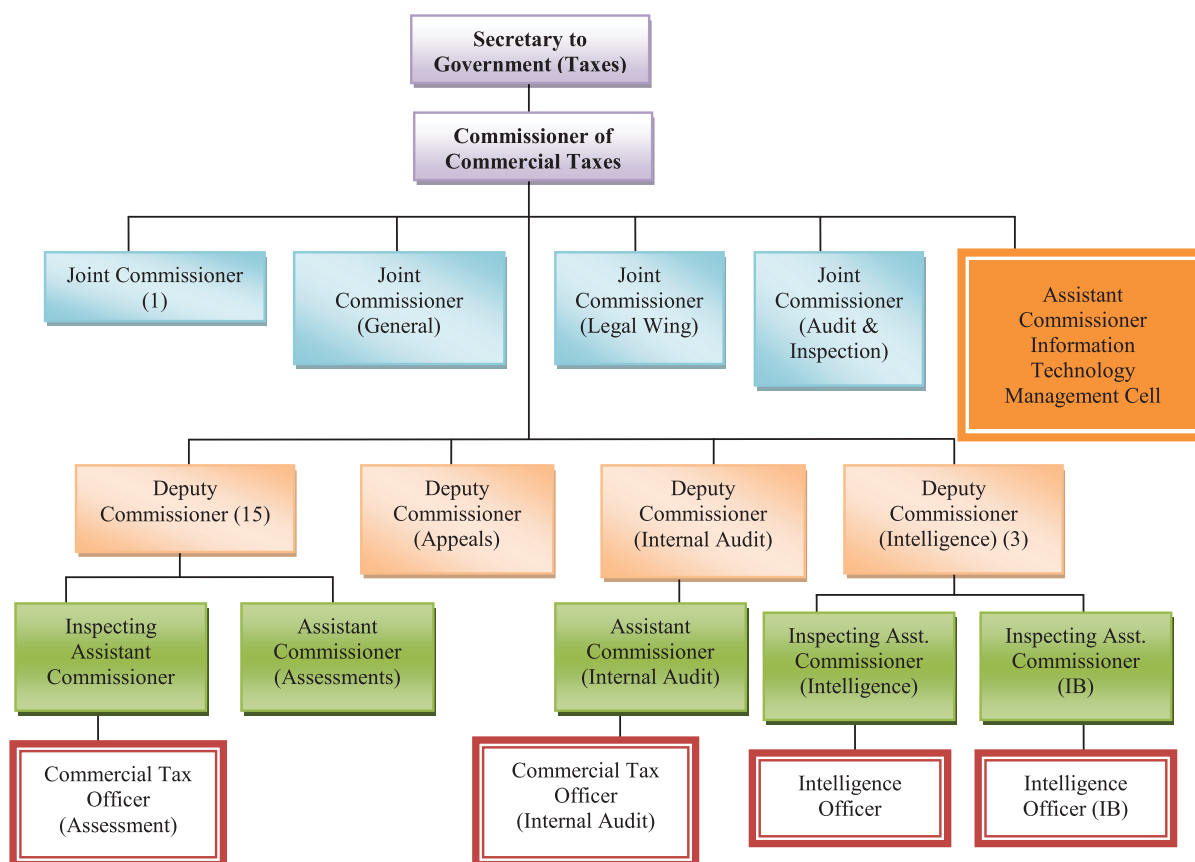 Secretary to
Government (Taxes)
Commissioner of
Commercial Taxes
Joint Commissioner
(1)
Joint
Commissioner
(General)
Joint
Commissioner
(Legal Wing)
Joint
Commissioner
(Audit &
Inspection)
Assistant
Commissioner
Information
Technology
Management Cell
Deputy
Commissioner (15)
Deputy
Commissioner
(Appeals)
Deputy
Commissioner
(Internal Audit)
Deputy
Commissioner
(Intelligence) (3)
Inspecting
Assistant
Commissioner
Assistant
Commissioner
(Assessments)
Assistant
Commissioner
(Internal Audit)
Inspecting Asst.
Commissioner
(Intelligence)
Inspecting Asst.
Commissioner
(IB)
Commercial Tax
Officer
(Assessment)
Commercial Tax
Officer
(Internal Audit)
Intelligence
Officer
Intelligence
Officer (IB)